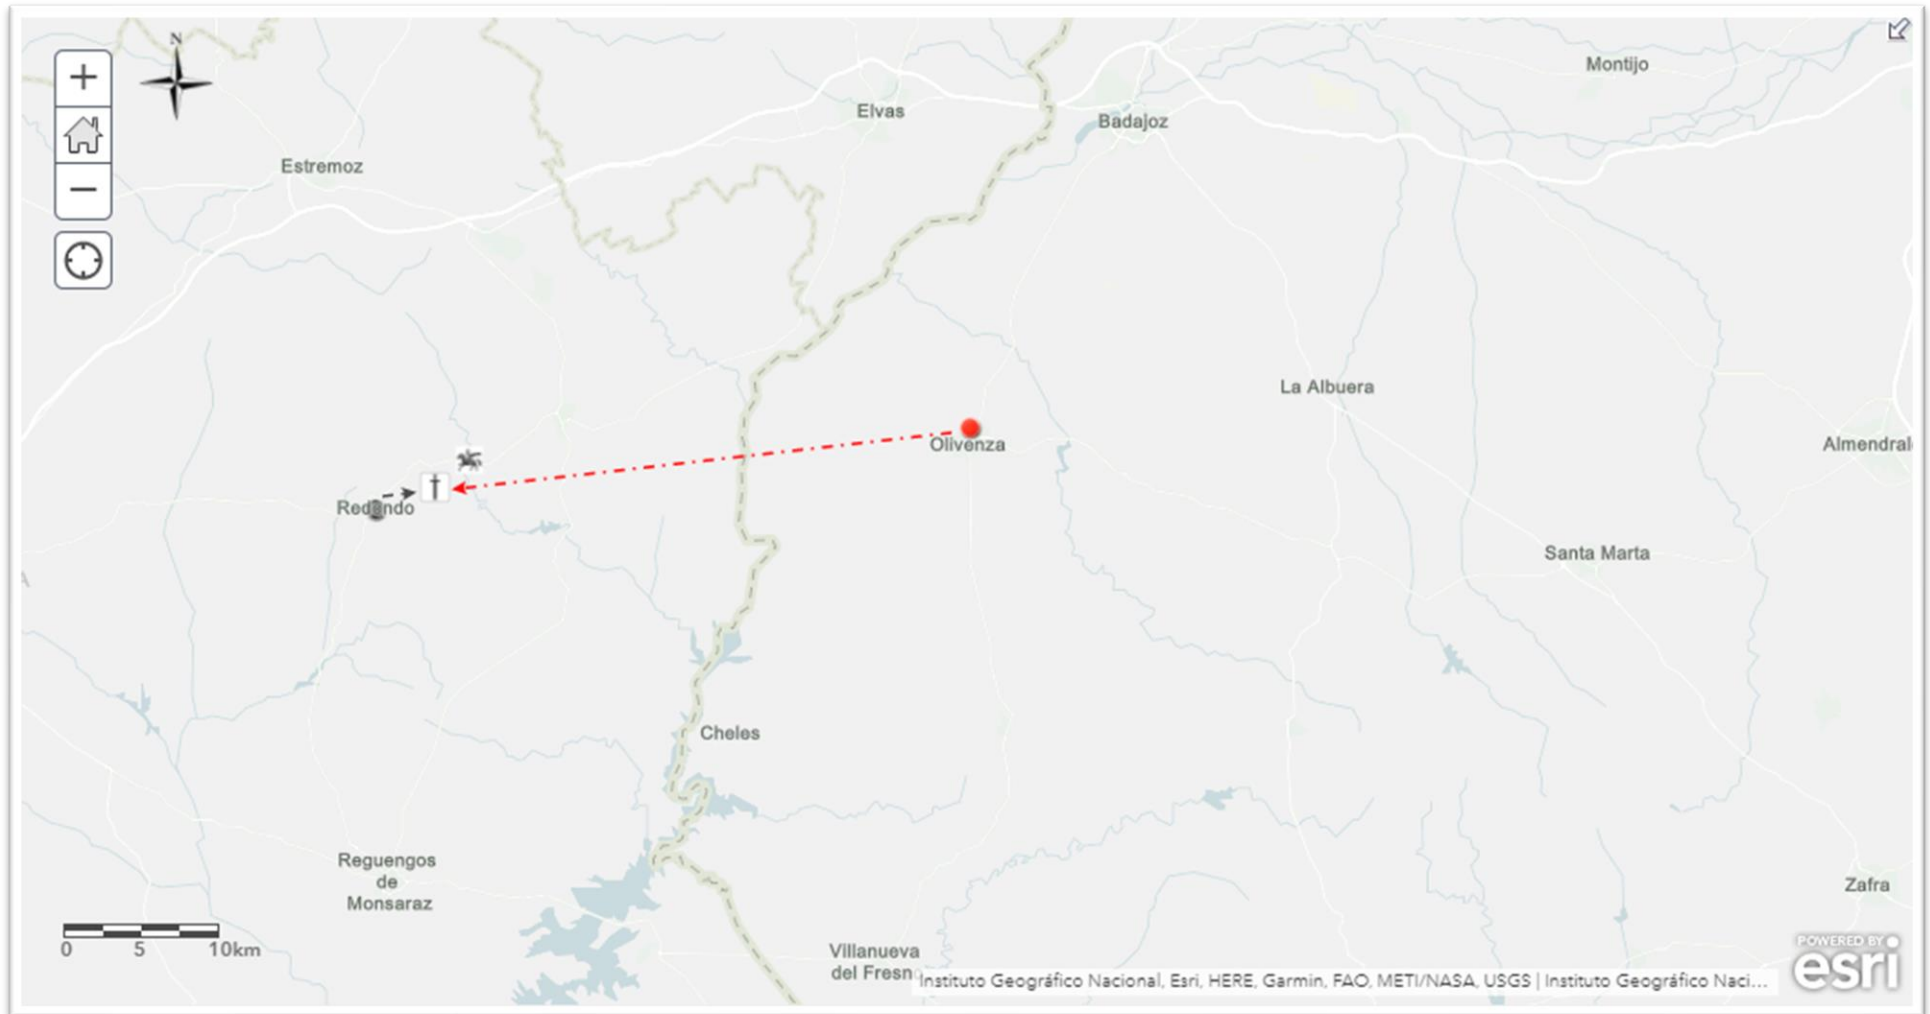 N
+
−
Montijo
Elvas
Badajoz
Estremoz
La Albuera
Olivenza
Almendral
Redondo
Santa Marta
Cheles
Reguengos
de
Monsaraz
Zafra
0 5 10km
Villanueva
del Fresn
Instituto Geográfico Nacional, Esri, HERE, Garmin, FAO, METI/NASA, USGS | Instituto Geográfico Naci...
POWERED BY
esri